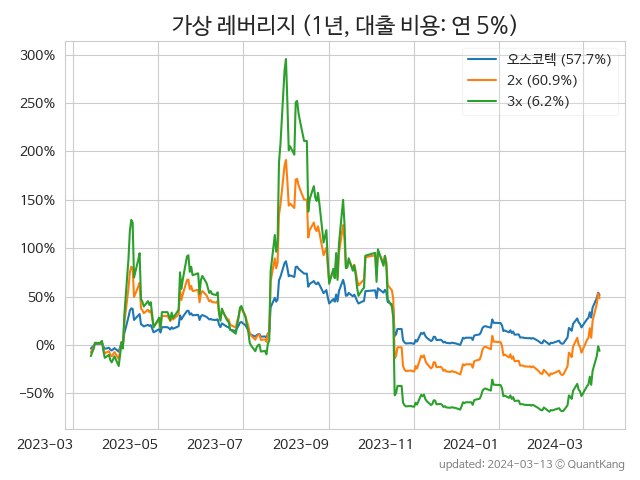 가상 레버리지 (1년, 대출 비용: 연 5%)
오스코텍 (57.7%)
2x (60.9%)
3x (6.2%)
300%
250%
200%
150%
100%
50%
0%
−50%
2023-03 2023-05 2023-07 2023-09 2023-11 2024-01 2024-03
updated: 2024-03-13 © QuantKang